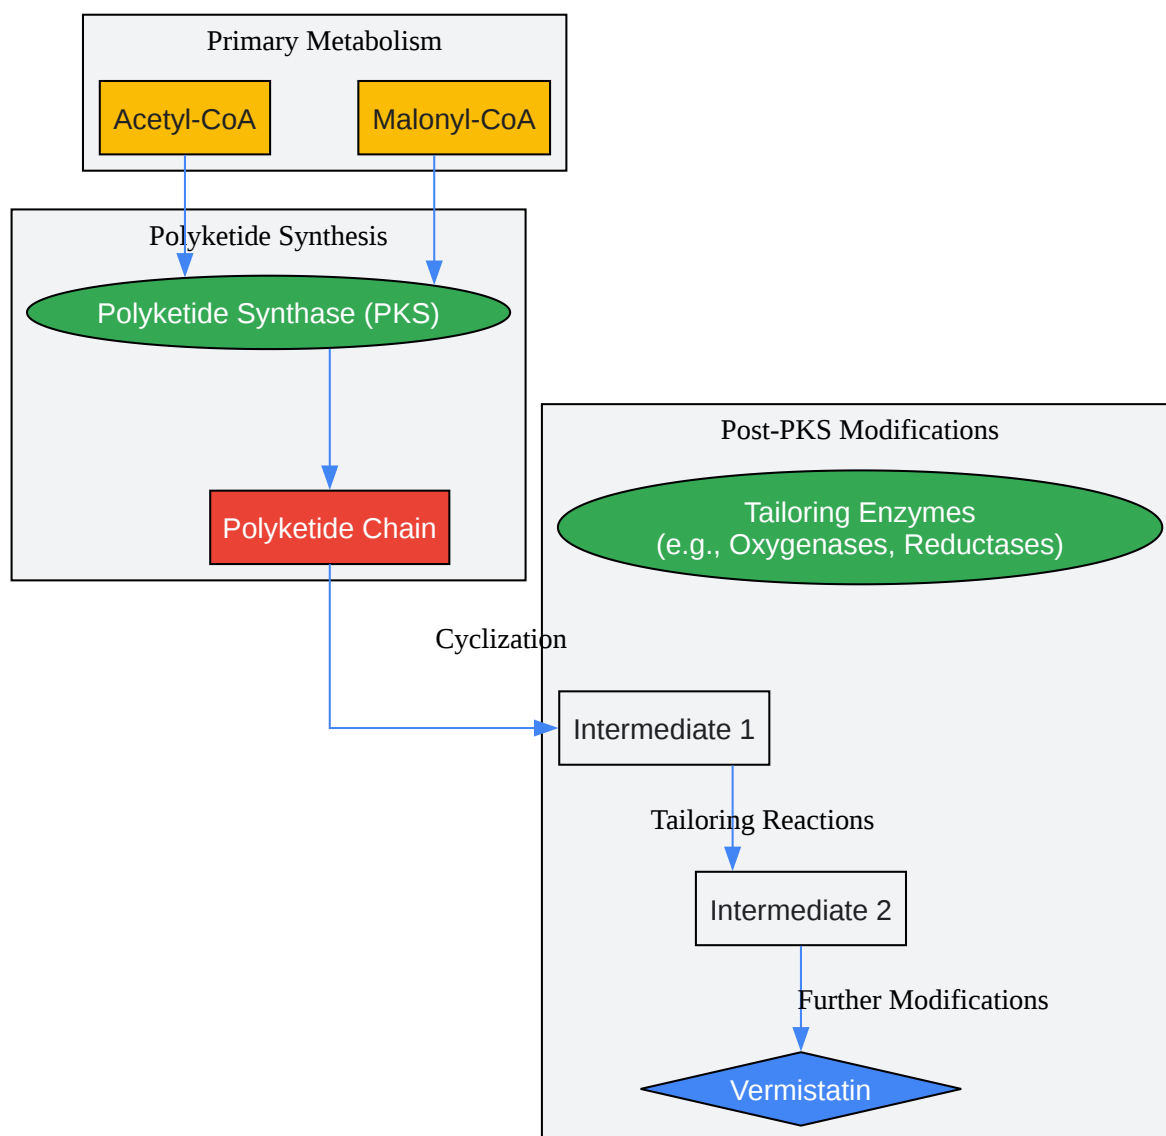 Primary Metabolism
Acetyl-CoA
Malonyl-CoA
Polyketide Synthesis
Polyketide Synthase (PKS)
Polyketide Chain
Post-PKS Modifications
Tailoring Enzymes
(e.g., Oxygenases, Reductases)
Cyclization
Intermediate 1
Tailoring Reactions
Intermediate 2
Further Modifications
Vermistatin